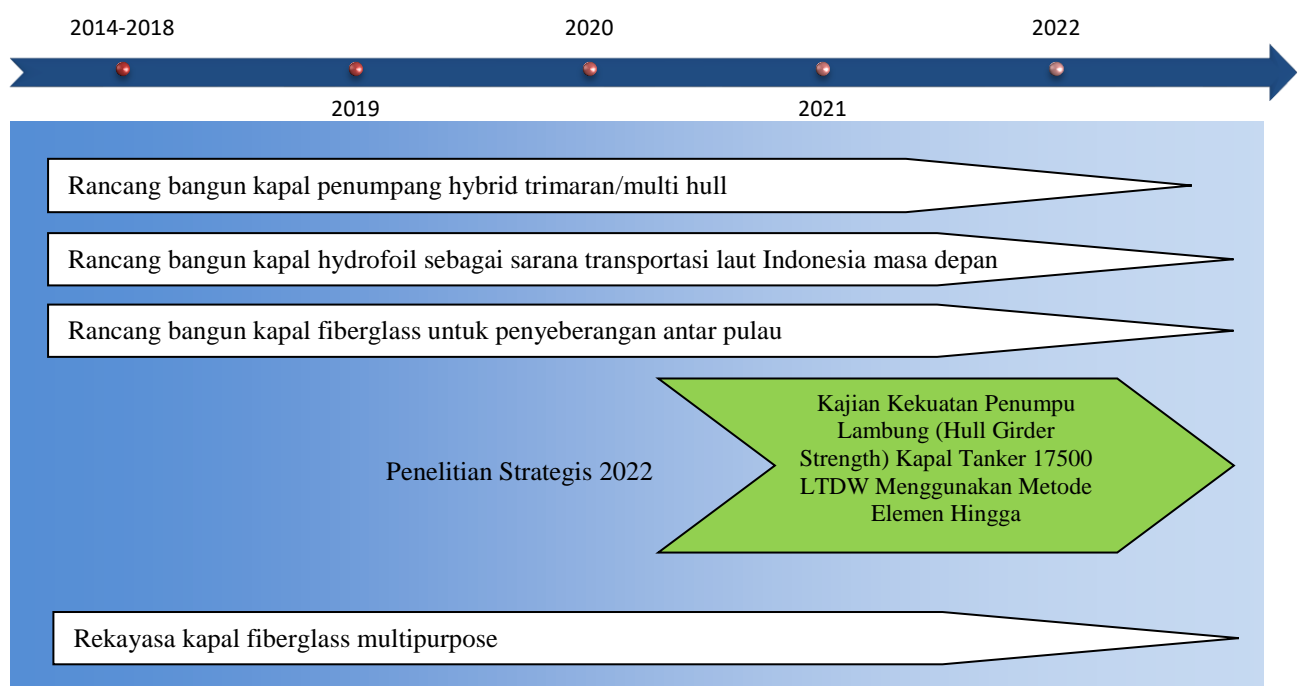 2014-2018
2020
2022
2019
2021
Rancang bangun kapal penumpang hybrid trimaran/multi hull
Rancang bangun kapal hydrofoil sebagai sarana transportasi laut Indonesia masa depan
Rancang bangun kapal fiberglass untuk penyeberangan antar pulau
Penelitian Strategis 2022
Kajian Kekuatan Penumpu
Lambung (Hull Girder
Strength) Kapal Tanker 17500
LTDW Menggunakan Metode
Elemen Hingga
Rekayasa kapal fiberglass multipurpose